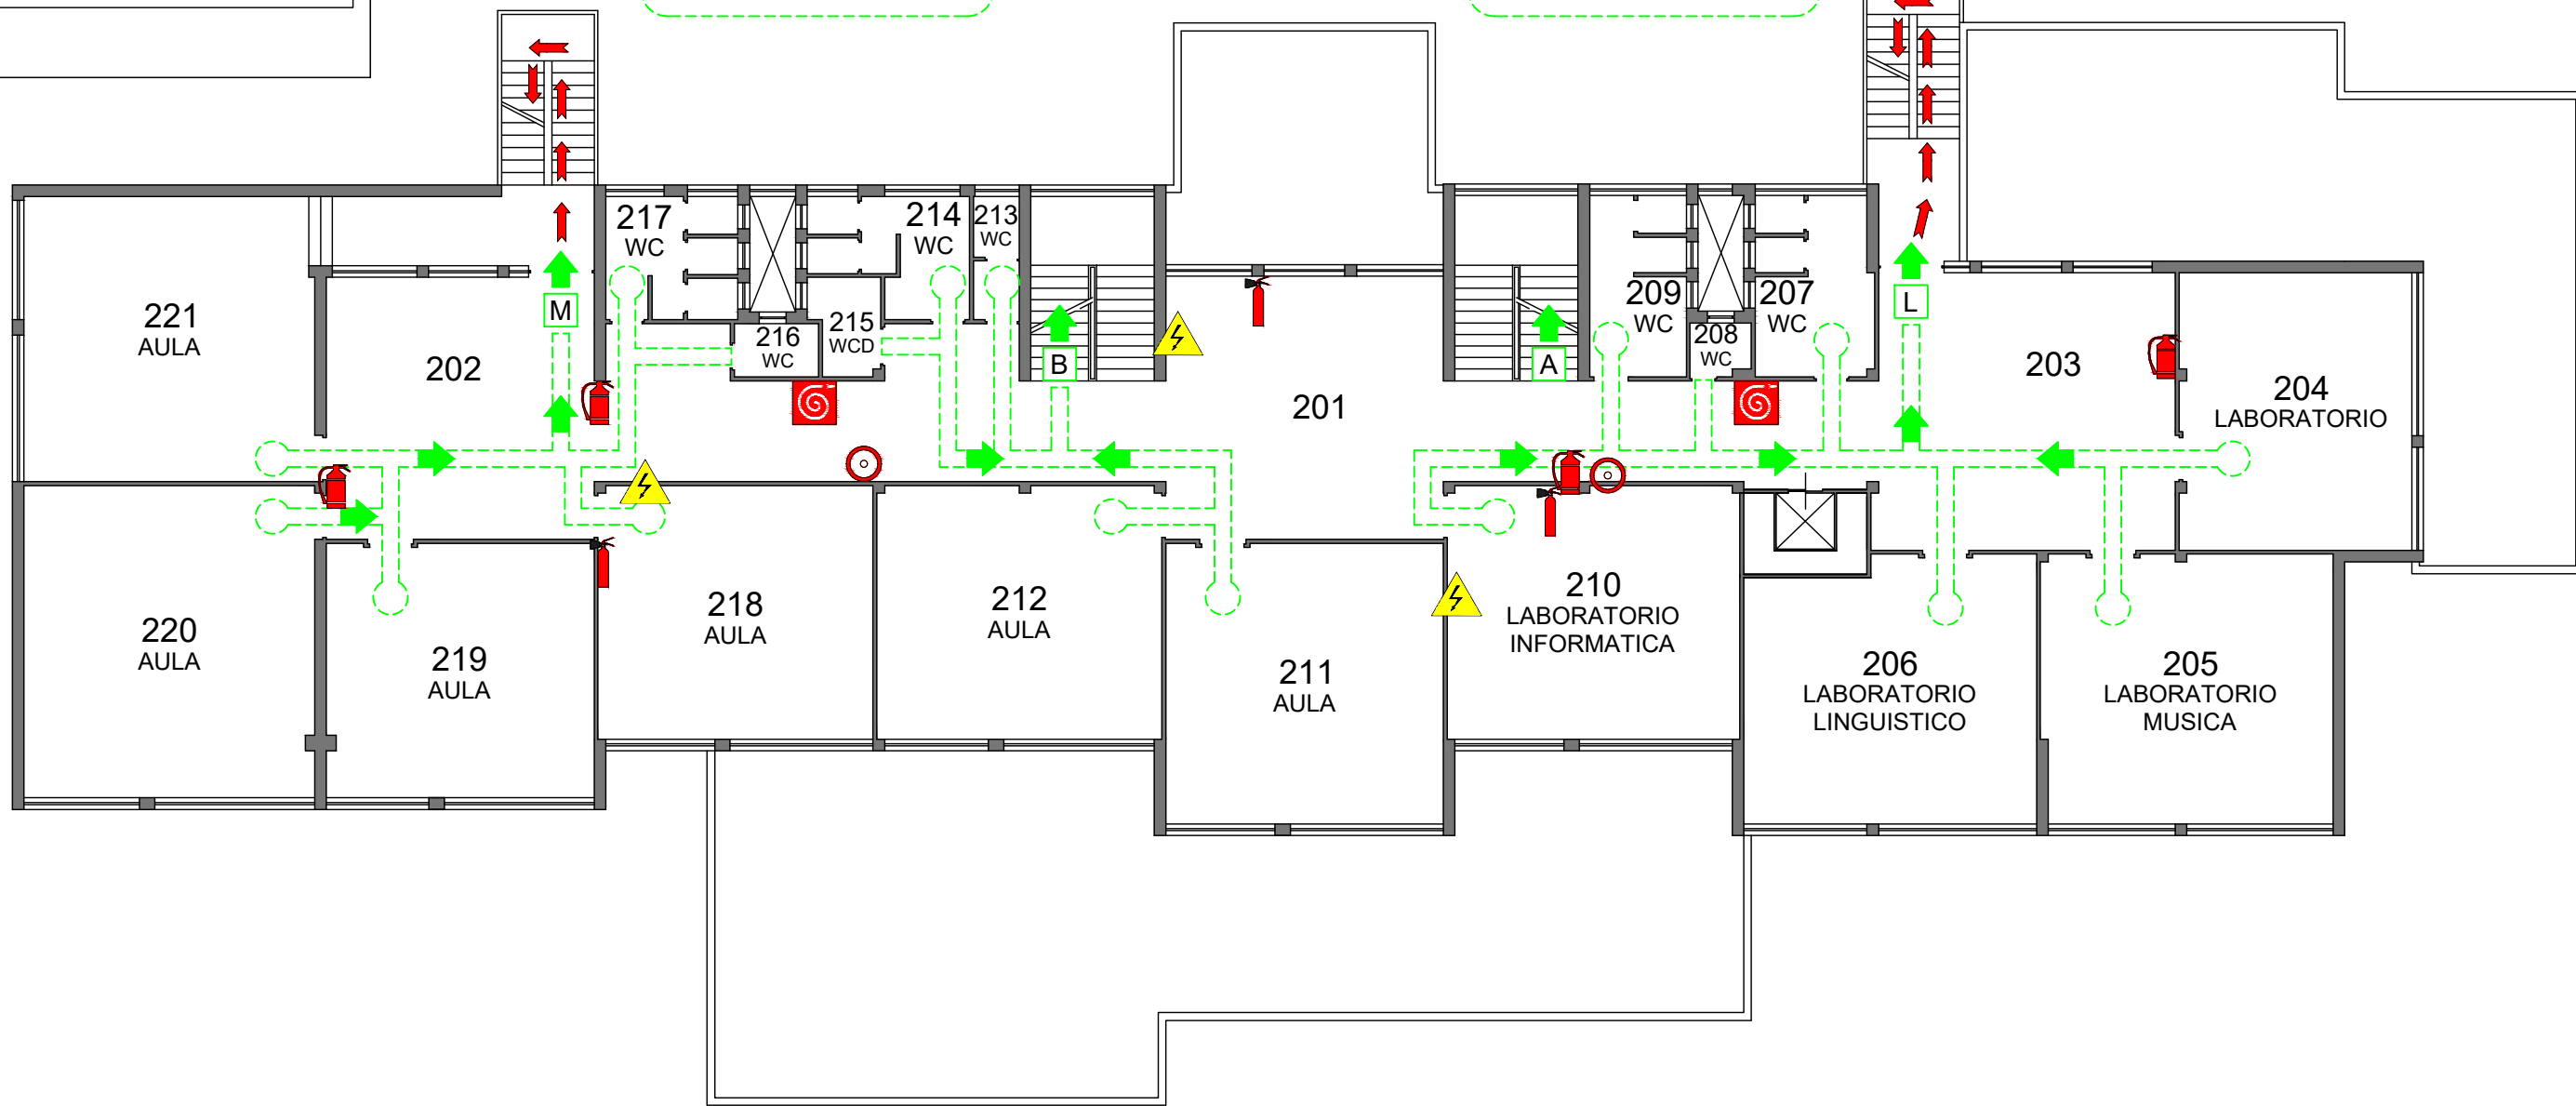 217
WC
214
WC
213
WC
221
AULA
M
202
216
WC
215
WCD
B
201
A
209
WC
208
WC
207
WC
L
203
204
LABORATORIO
220
AULA
219
AULA
218
AULA
212
AULA
211
AULA
210
LABORATORIO
INFORMATICA
206
LABORATORIO
LINGUISTICO
205
LABORATORIO
MUSICA